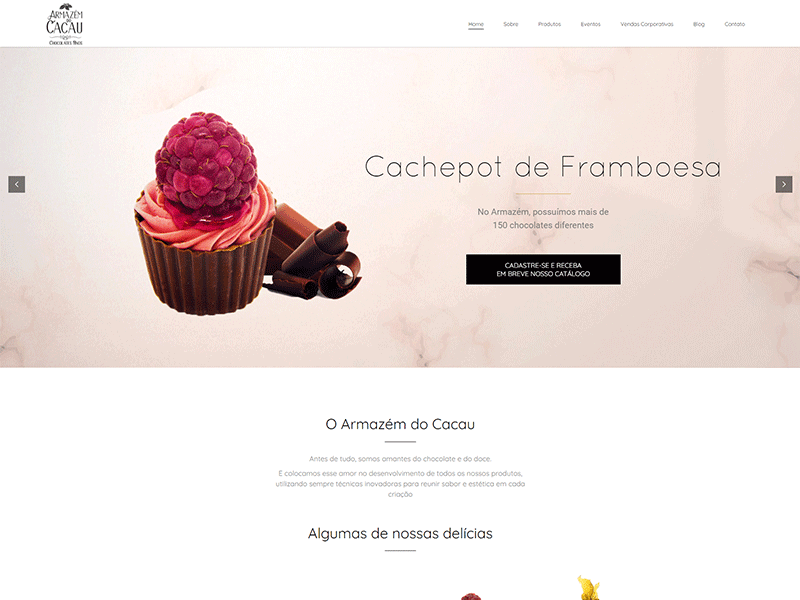 ARMAZÉM
DO
CACAU
CHOCOLATES FINOS
Home
Sobre
Produtos
Eventos
Vendas Corporativas
Blog
Contato
Cachepot de Framboesa
No Armazém, possuímos mais de
150 chocolates diferentes
CADASTRE-SE E RECEBA
EM BREVE NOSSO CATÁLOGO
O Armazém do Cacau
Antes de tudo, somos amantes do chocolate e do doce.
E colocamos esse amor no desenvolvimento de todos os nossos produtos,
utilizando sempre técnicas inovadoras para reunir sabor e estética em cada
criação
Algumas de nossas delícias